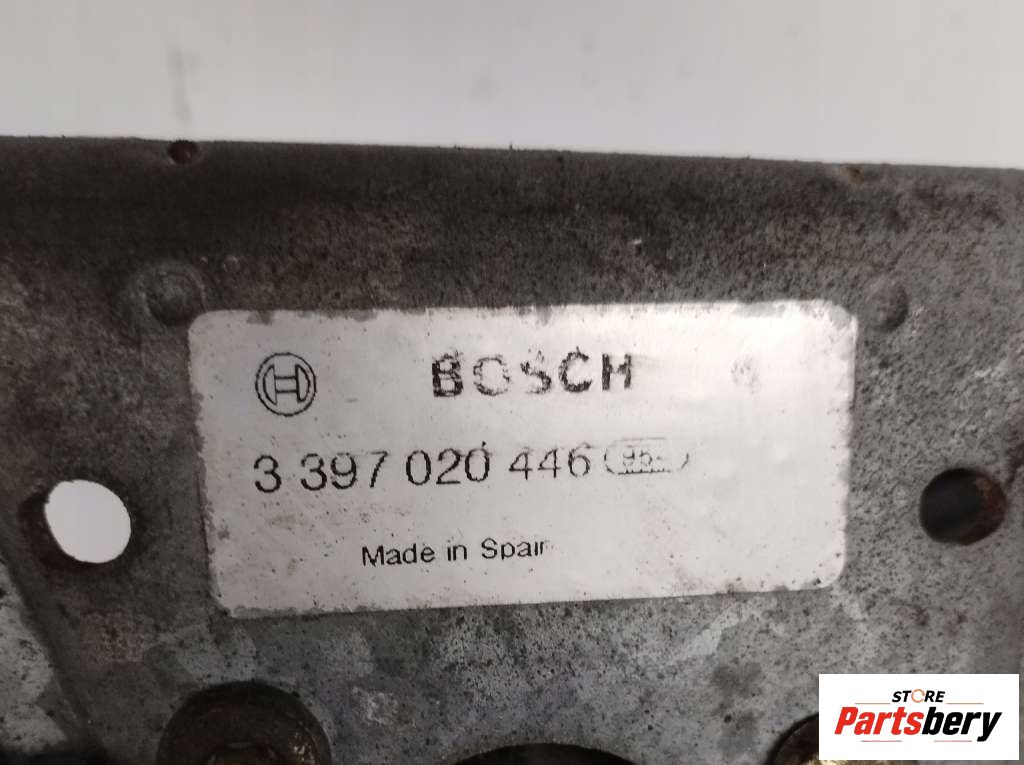 BOSCH
3 397 020 446
Made in Spain
STORE
Partsbery